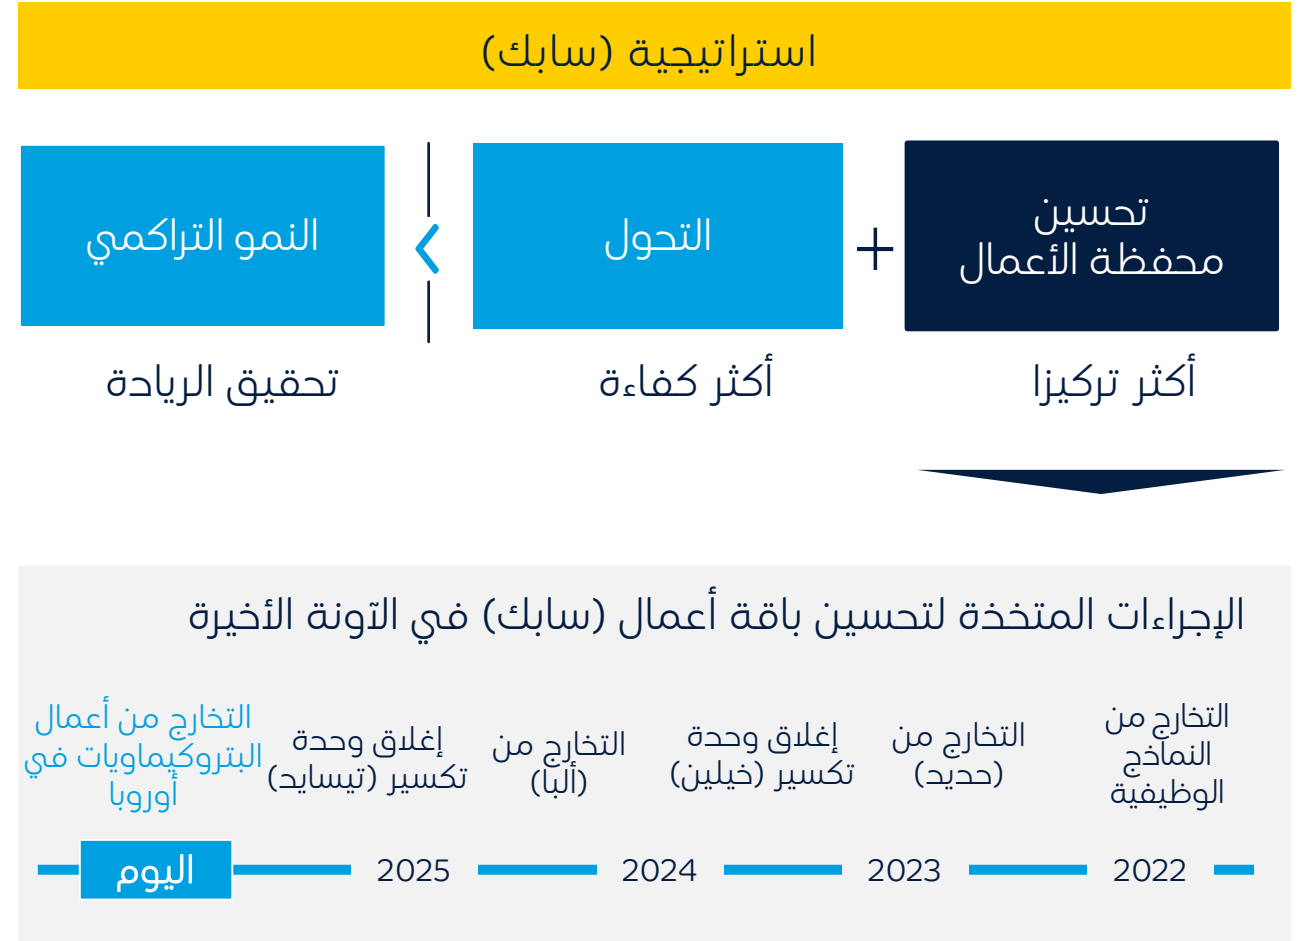 استراتيجية (سابك)
تحسين
محفظة الأعمال
+
التحول
النمو التراكمي
أكثر تركيزا
أكثر كفاءة
تحقيق الريادة
الإجراءات المتخذة لتحسين باقة أعمال (سابك) في الآونة الأخيرة
التخارج من
النماذج
الوظيفية
التخارج من
(حديد)
إغلاق وحدة
تكسير (خيلين)
التخارج من
(ألبا)
إغلاق وحدة
تكسير (تيسايد)
التخارج من أعمال
البتروكيماويات في
أوروبا
2022
2023
2024
2025
اليوم